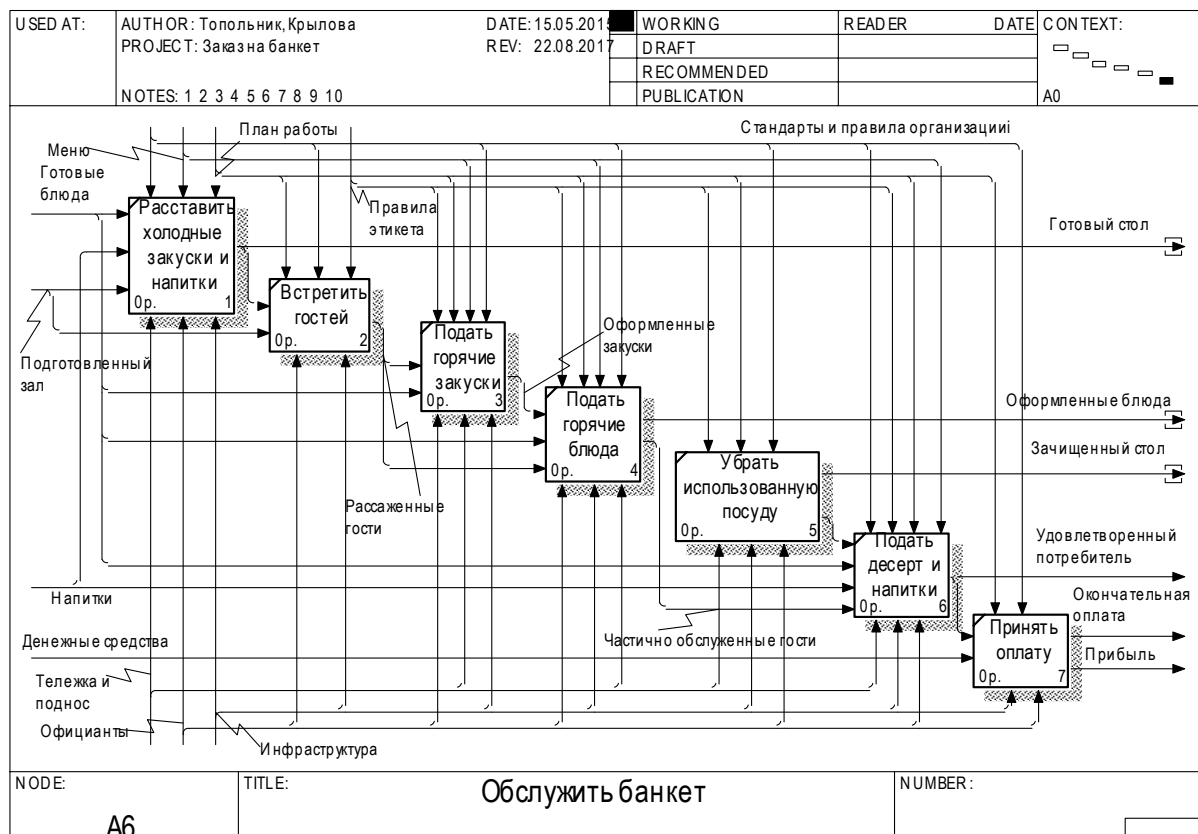 USED AT:
AUTHOR: Топольник, Крылова
DATE: 15.05.201
PROJECT: Заказ на банкет
REV: 22.08.2017
NOTES: 1 2 3 4 5 6 7 8 9 10
WORKING
DRAFT
RECOMMENDED
PUBLICATION
READER
DATE
CONTEXT:
A0
План работы
Стандарты и правила организацииi
Меню
Готовые
блюда
Правила
этикета
Расставить
холодные
закуски и
напитки
0р.
1
Готовый стол
Встретить
гостей
0р.
2
Подготовленный
зал
Подать
горячие
закуски
0р.
3
Оформленные
закуски
Подать
горячие
блюда
0р.
4
Оформленные блюда
Зачищенный стол
Рассаженные
гости
Убрать
использованную
посуду
0р.
5
Подать
десерт и
напитки
0р.
6
Удовлетворенный
потребитель
Напитки
Окончательная
оплата
Частично обслуженные гости
Принять
оплату
0р.
7
Прибыль
Денежные средства
Тележка и
поднос
Официанты
Инфраструктура
NODE:
A6
TITLE:
Обслужить банкет
NUMBER: